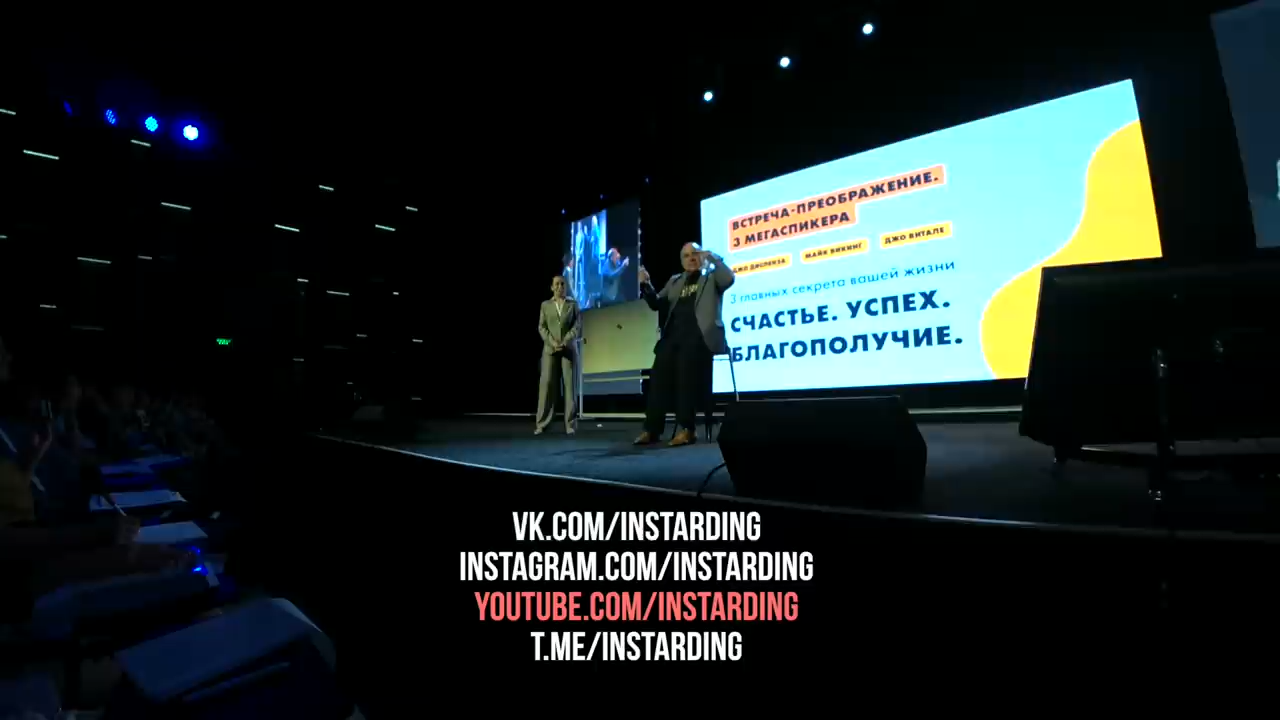 ВСТРЕЧА-ПРЕОБРАЖЕНИЕ.
3 МЕГАСПИКЕРА
ДЖО ДИСПЕНЗА МАЙК ВИКИНГ ДЖО ВИТАЛЕ
3 главных секрета вашей жизни
СЧАСТЬЕ. УСПЕХ.
БЛАГОПОЛУЧИЕ.
VK.COM/INSTARDING
INSTAGRAM.COM/INSTARDING
YOUTUBE.COM/INSTARDING
T.ME/INSTARDING